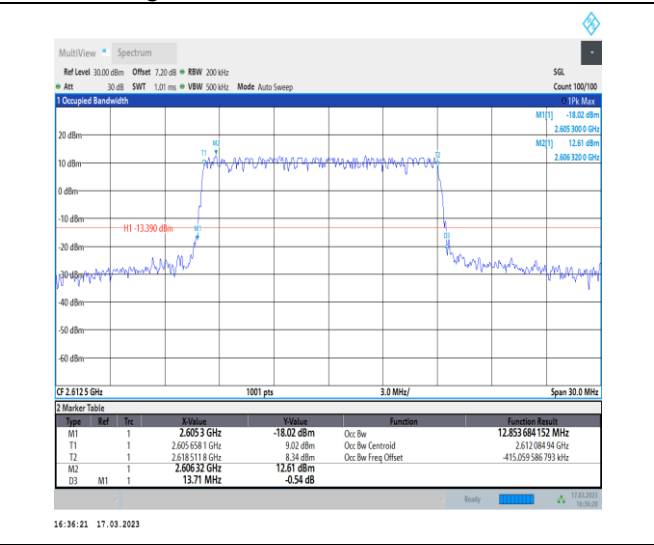 MultiView Spectrum
Ref Level 30.00 dBm Offset 7.20 dB RBW 200 kHz SGL
Att 30 dB SWT 1.01 ms VBW 500 kHz Mode Auto Sweep Count 100/100
1 Occupied Bandwidth 1Pk Max
M1[1] -18.02 dBm
2.605 300 0 GHz
M2[1] 12.61 dBm
2.606 320 0 GHz
20 dBm
M2
T1
T2
10 dBm
0 dBm
-10 dBm
H1 -13.390 dBm
M1
D3
-20 dBm
-30 dBm
-40 dBm
-50 dBm
-60 dBm
CF 2.612 5 GHz 1001 pts 3.0 MHz/ Span 30.0 MHz
2 Marker Table
Type Ref Trc X-Value Y-Value Function Function Result
M1 1 2.605 3 GHz -18.02 dBm Occ Bw 12.853 684 152 MHz
T1 1 2.605 658 1 GHz 9.02 dBm Occ Bw Centroid 2.612 084 94 GHz
T2 1 2.618 511 8 GHz 8.34 dBm Occ Bw Freq Offset -415.059 586 793 kHz
M2 1 2.606 32 GHz 12.61 dBm
D3 M1 1 13.71 MHz -0.54 dB
Ready 17.03.2023
16:36:20
16:36:21 17.03.2023